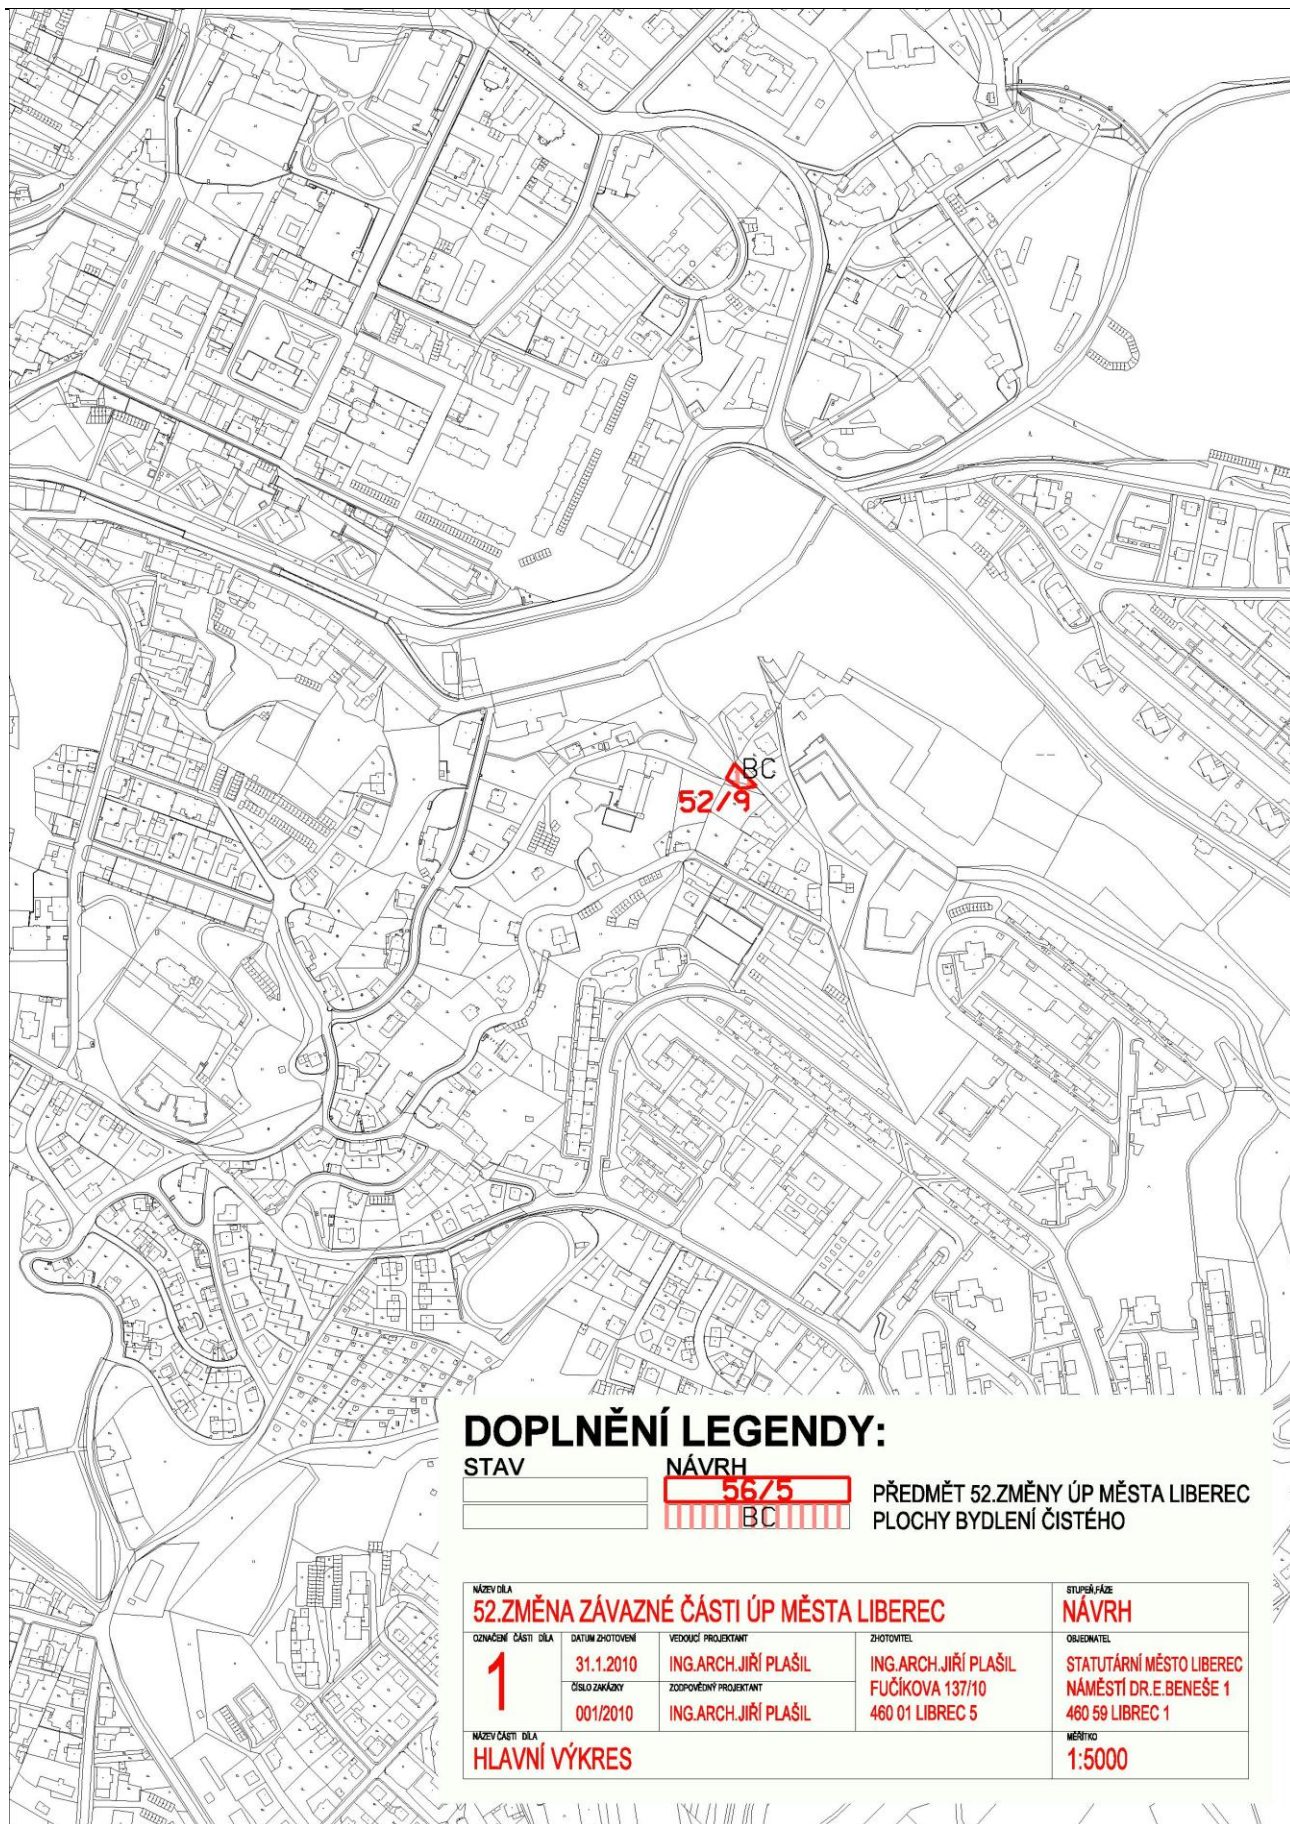 BC
52/9
DOPLNĚNÍ LEGENDY:
STAV NÁVRH
56/5 PŘEDMĚT 52.ZMĚNY ÚP MĚSTA LIBEREC
BC PLOCHY BYDLENÍ ČISTÉHO
NÁZEV DÍLA
52.ZMĚNA ZÁVAZNÉ ČÁSTI ÚP MĚSTA LIBEREC
STUPEŇ,FÁZE
NÁVRH
OZNAČENÍ ČÁSTI DÍLA
1
DATUM ZHOTOVENÍ
31.1.2010
ČÍSLO ZAKÁZKY
001/2010
VEDOUCÍ PROJEKTANT
ING.ARCH.JIŘÍ PLAŠIL
ZODPOVĚDNÝ PROJEKTANT
ING.ARCH.JIŘÍ PLAŠIL
ZHOTOVITEL
ING.ARCH.JIŘÍ PLAŠIL
FUČÍKOVA 137/10
460 01 LIBREC 5
OBJEDNATEL
STATUTÁRNÍ MĚSTO LIBEREC
NÁMĚSTÍ DR.E.BENEŠE 1
460 59 LIBREC 1
NÁZEV ČÁSTI DÍLA
HLAVNÍ VÝKRES
MĚŘÍTKO
1:5000